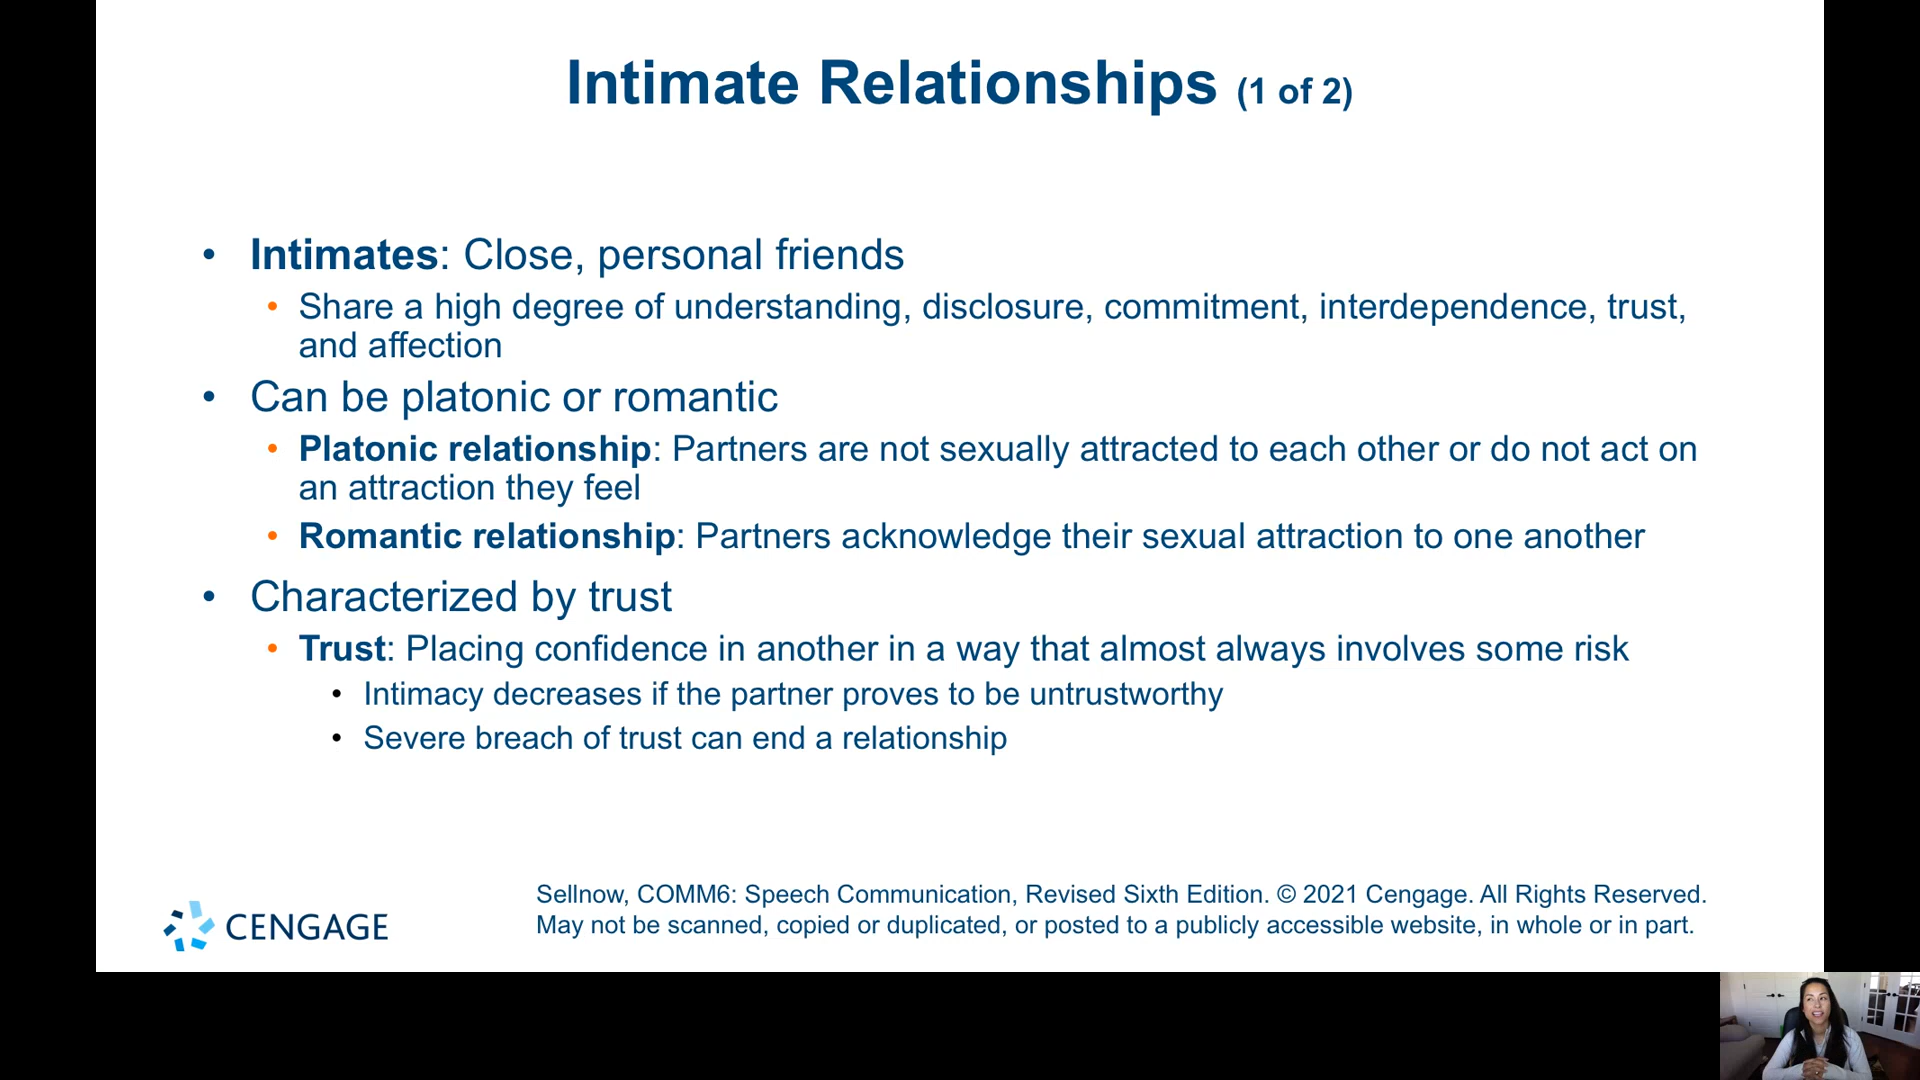 Intimate Relationships (1 of 2)
• Intimates: Close, personal friends
• Share a high degree of understanding, disclosure, commitment, interdependence, trust,
and affection
• Can be platonic or romantic
• Platonic relationship: Partners are not sexually attracted to each other or do not act on
an attraction they feel
• Romantic relationship: Partners acknowledge their sexual attraction to one another
• Characterized by trust
• Trust: Placing confidence in another in a way that almost always involves some risk
• Intimacy decreases if the partner proves to be untrustworthy
• Severe breach of trust can end a relationship
CENGAGE
Sellnow, COMM6: Speech Communication, Revised Sixth Edition. © 2021 Cengage. All Rights Reserved.
May not be scanned, copied or duplicated, or posted to a publicly accessible website, in whole or in part.